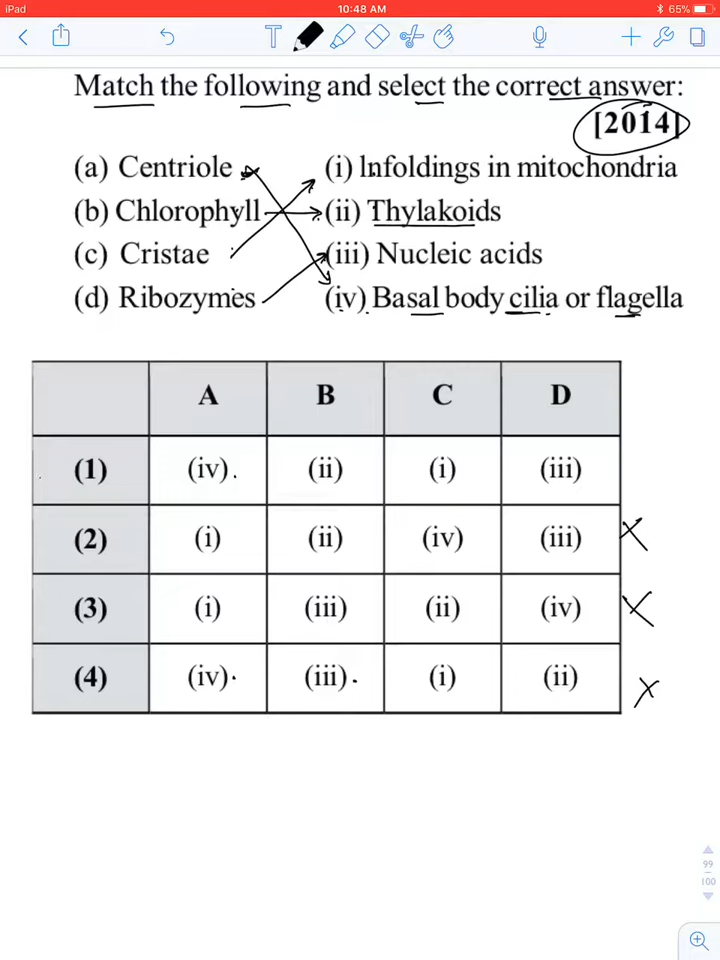 iPad 10:48 AM 65%
T
Match the following and select the correct answer:
[2014]
(a) Centriole (i) lnfoldings in mitochondria
(b) Chlorophyll (ii) Thylakoids
(c) Cristae (iii) Nucleic acids
(d) Ribozymes (iv) Basal body cilia or flagella
A B C D
(1) (iv) (ii) (i) (iii)
(2) (i) (ii) (iv) (iii)
(3) (i) (iii) (ii) (iv)
(4) (iv) (iii) (i) (ii)
99
100